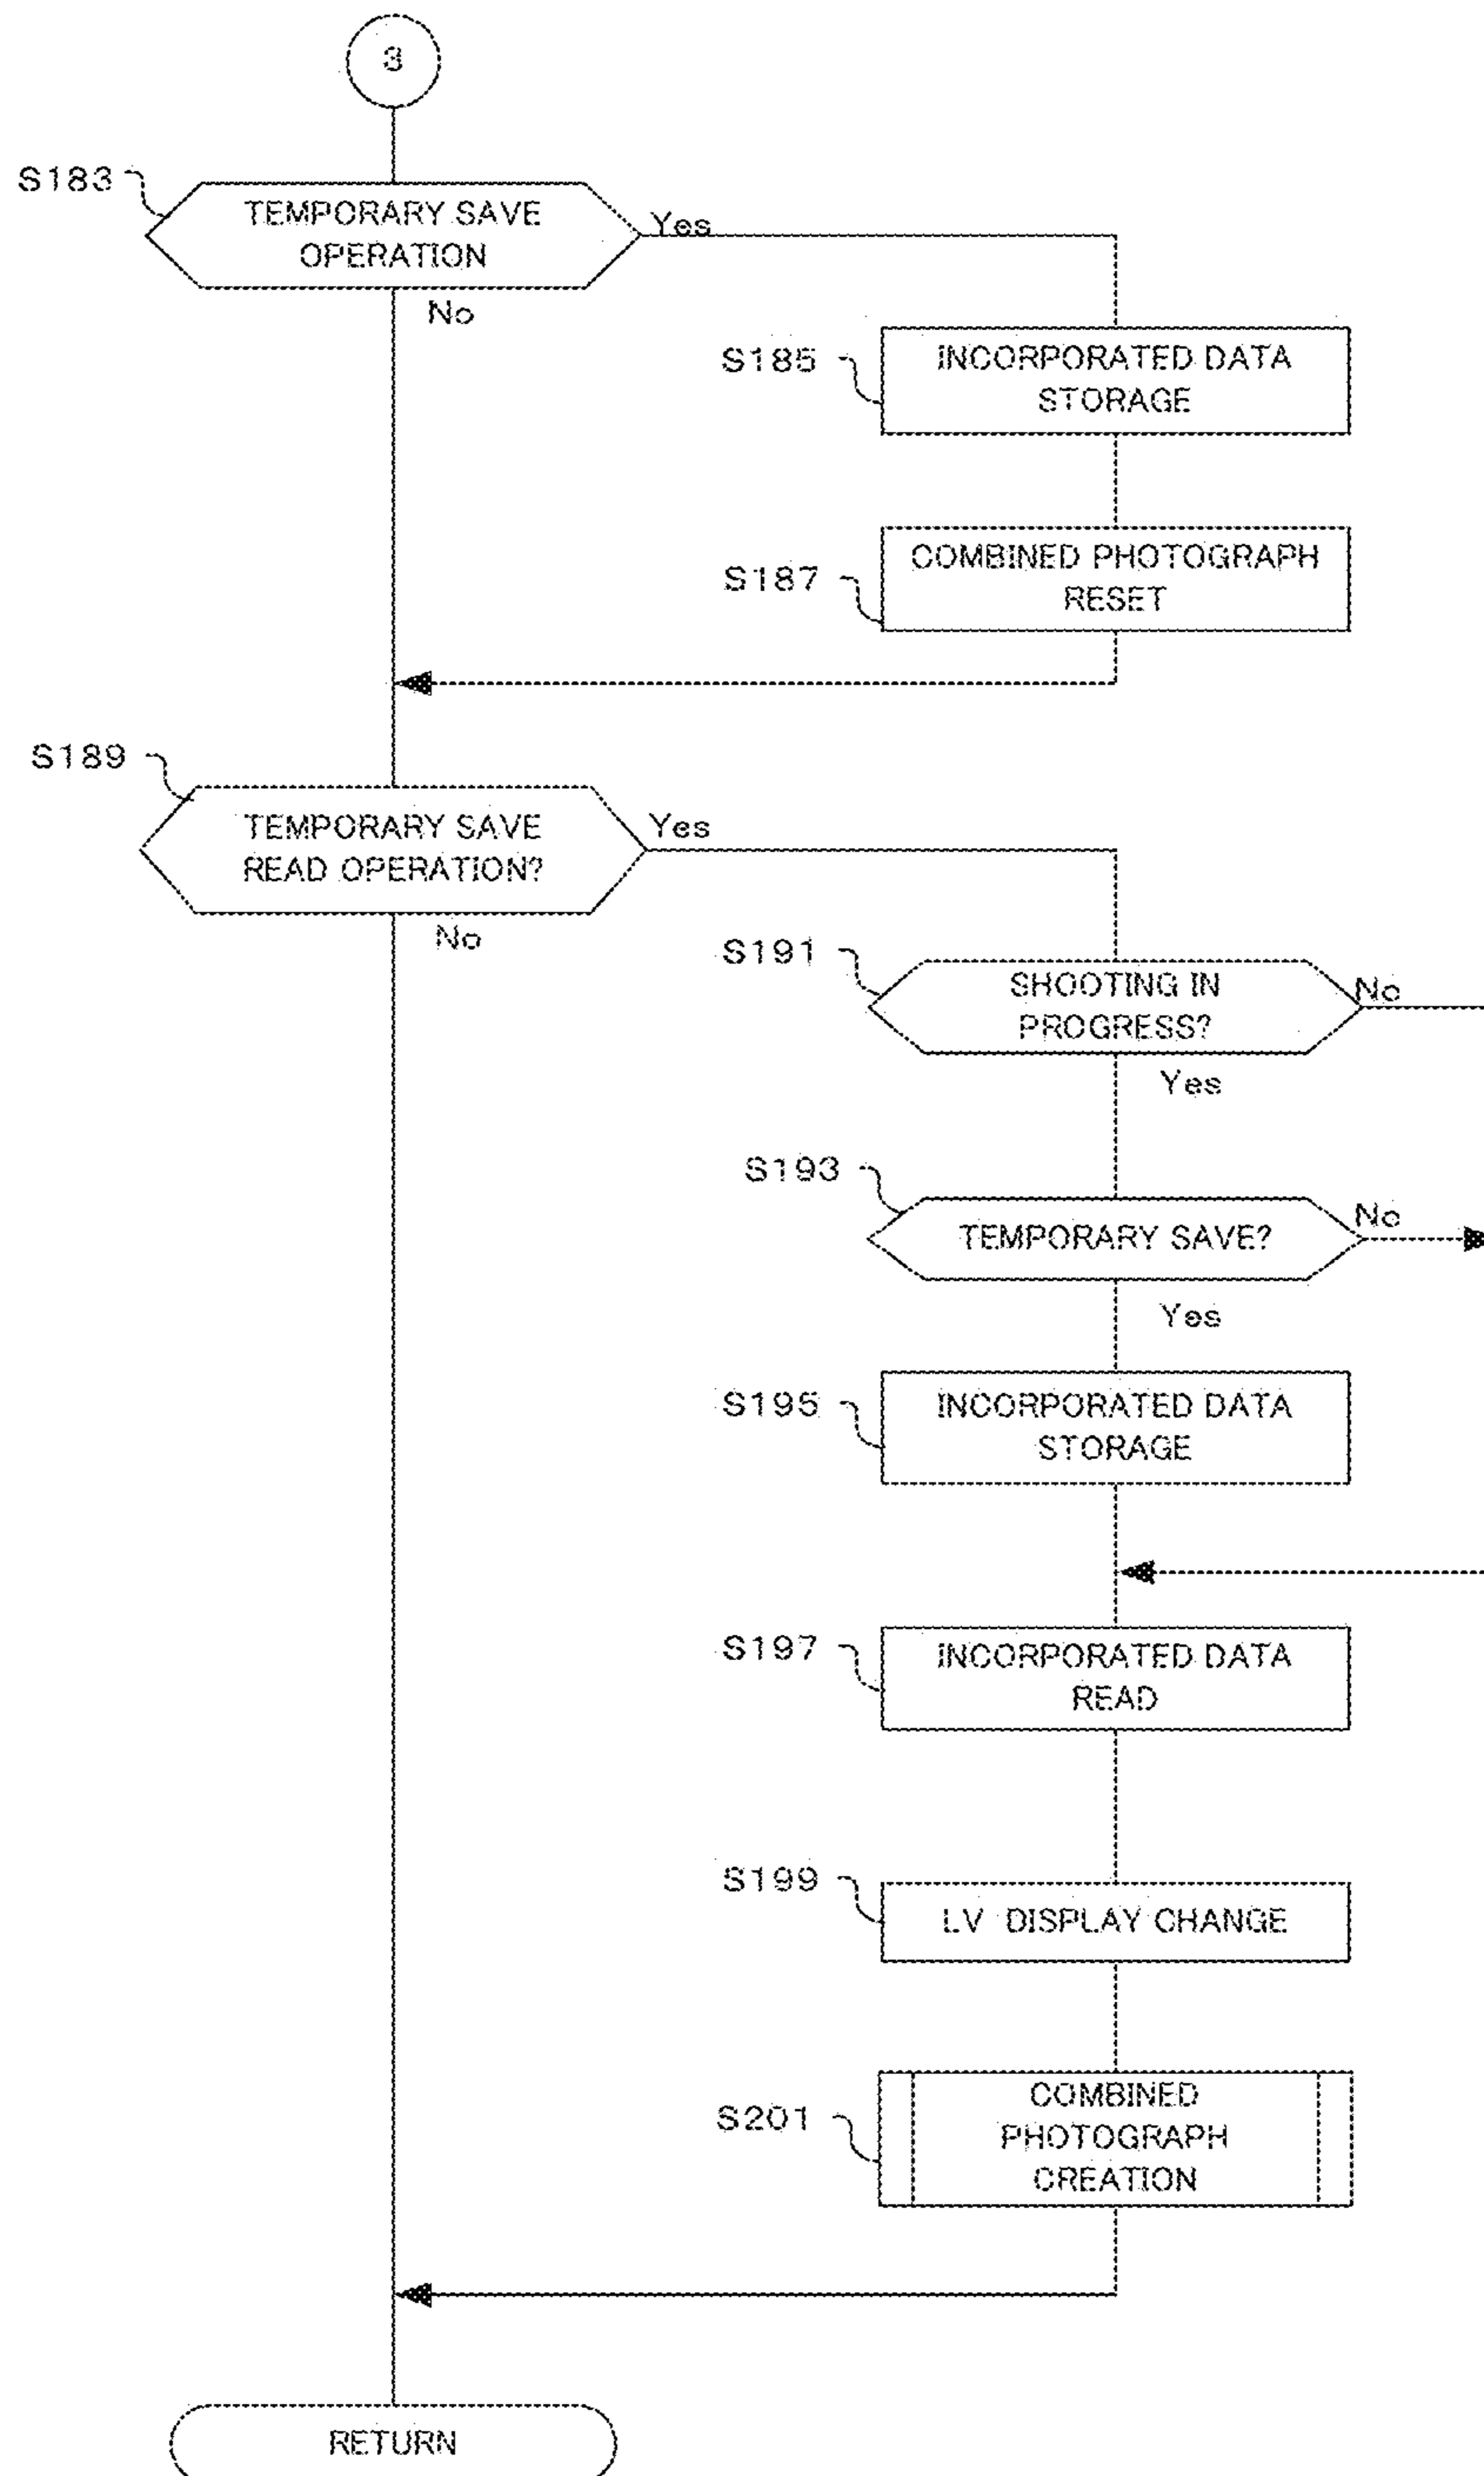 3
S183
TEMPORARY SAVE
OPERATION
Yes
No
S185
INCORPORATED DATA
STORAGE
S187
COMBINED PHOTOGRAPH
RESET
S189
TEMPORARY SAVE
READ OPERATION?
Yes
No
S191
SHOOTING IN
PROGRESS?
No
Yes
S193
TEMPORARY SAVE?
No
Yes
S195
INCORPORATED DATA
STORAGE
S197
INCORPORATED DATA
READ
S199
LV DISPLAY CHANGE
S201
COMBINED
PHOTOGRAPH
CREATION
RETURN